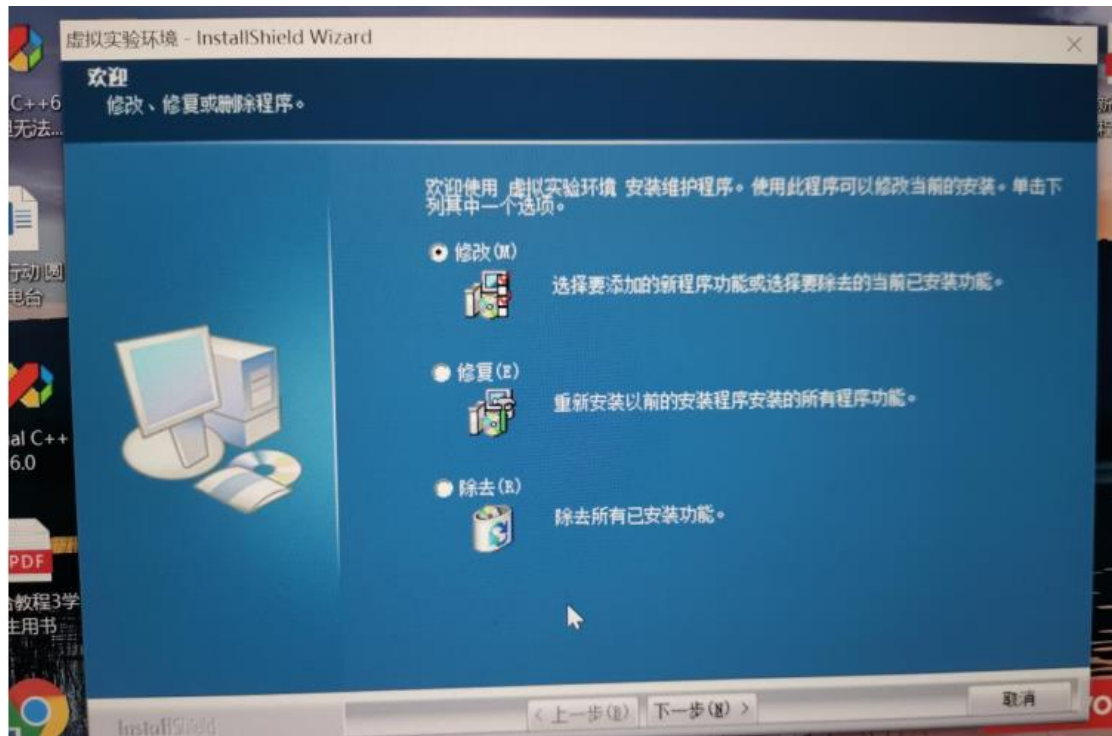 虚拟实验环境 - InstallShield Wizard
欢迎
修改、修复或删除程序。
C++6
无法...
欢迎使用 虚拟实验环境 安装维护程序。使用此程序可以修改当前的安装。单击下
列其中一个选项。
修改(M)
选择要添加的新程序功能或选择要除去的当前已安装功能。
行动 圆
电台
修复(E)
重新安装以前的安装程序安装的所有程序功能。
al C++
6.0
除去(R)
除去所有已安装功能。
PDF
教程3学
生用书
InstallShield
< 上一步(B)
下一步(N) >
取消